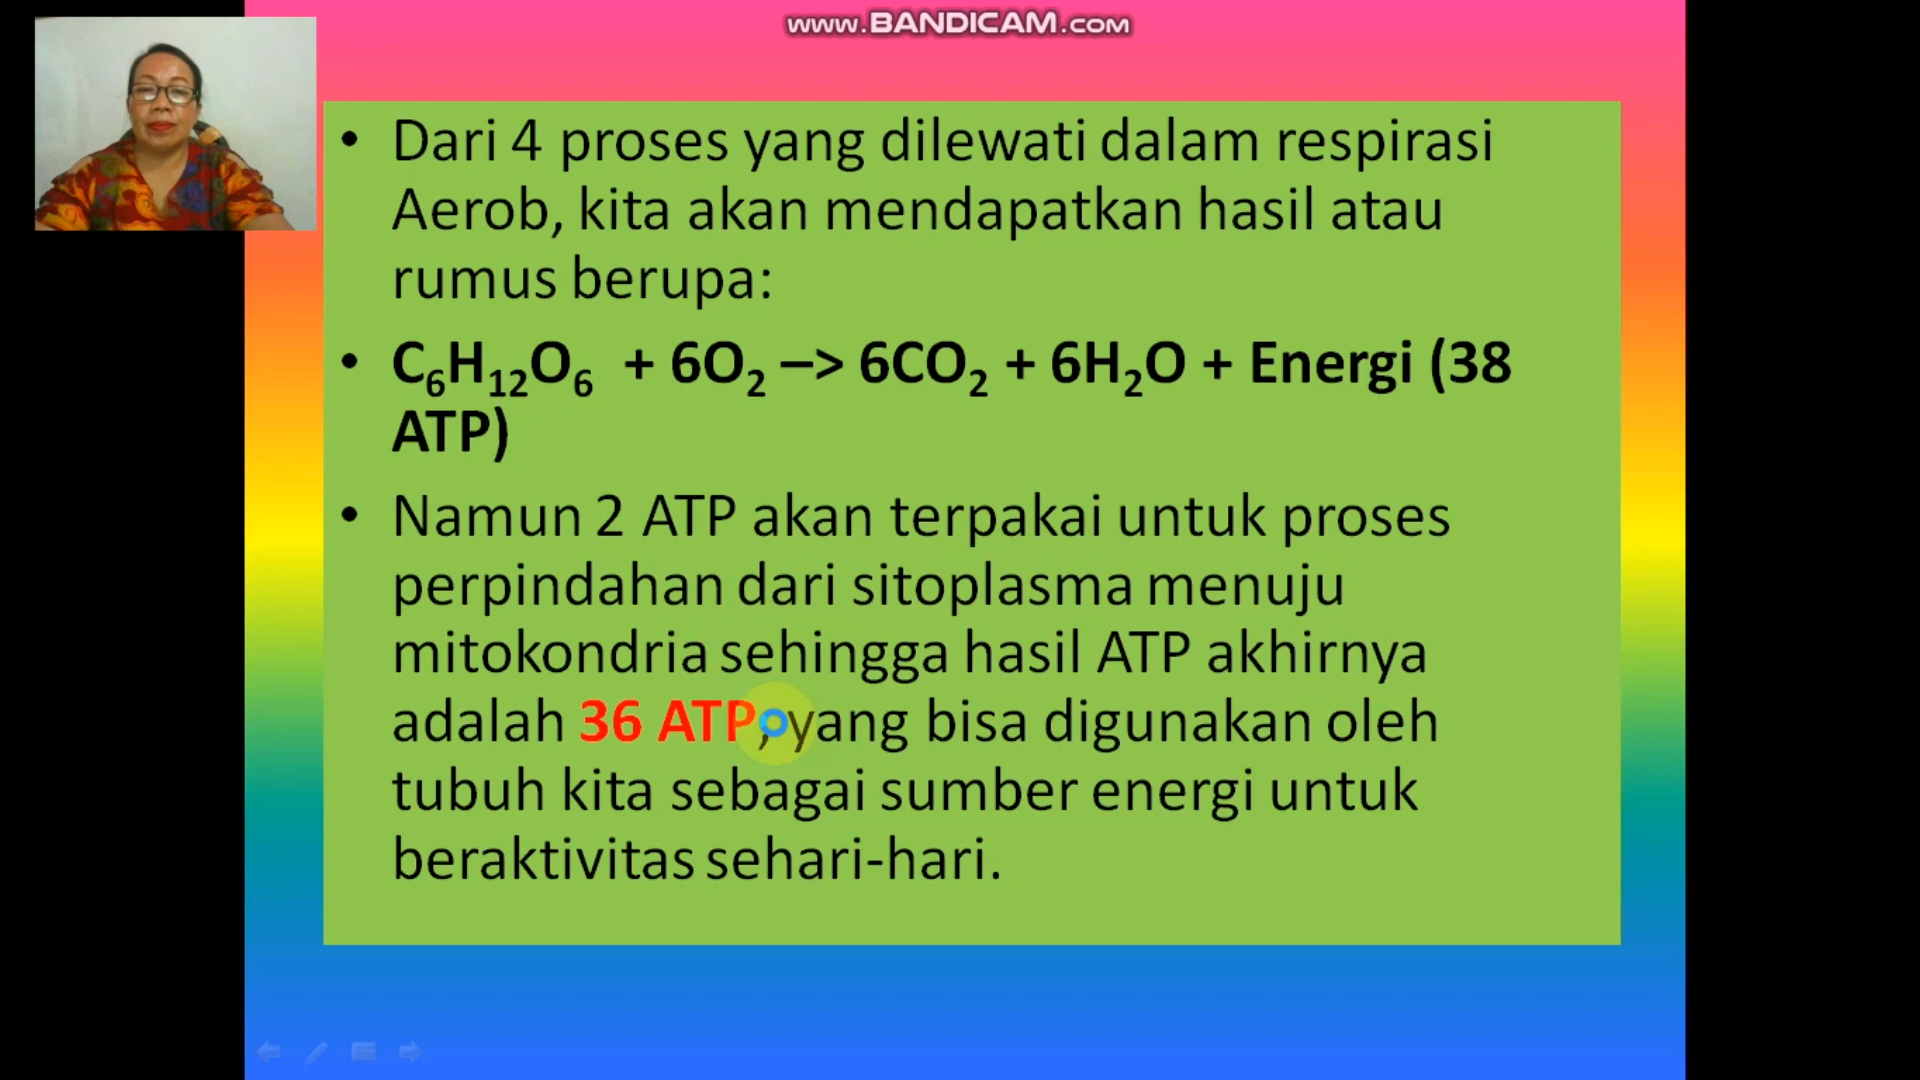 www.BANDICAM.com
• Dari 4 proses yang dilewati dalam respirasi
Aerob, kita akan mendapatkan hasil atau
rumus berupa:
• C₆H₁₂O₆ + 6O₂ –> 6CO₂ + 6H₂O + Energi (38
ATP)
• Namun 2 ATP akan terpakai untuk proses
perpindahan dari sitoplasma menuju
mitokondria sehingga hasil ATP akhirnya
adalah 36 ATP, yang bisa digunakan oleh
tubuh kita sebagai sumber energi untuk
beraktivitas sehari-hari.